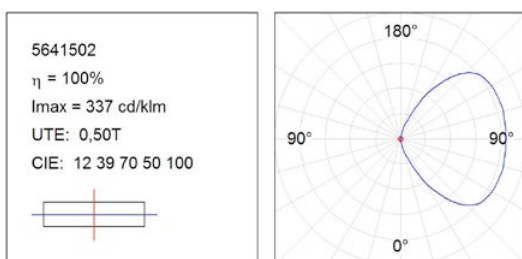 5641502
η = 100%
Imax = 337 cd/klm
UTE: 0,50T
CIE: 12 39 70 50 100
180°
90°
90°
0°